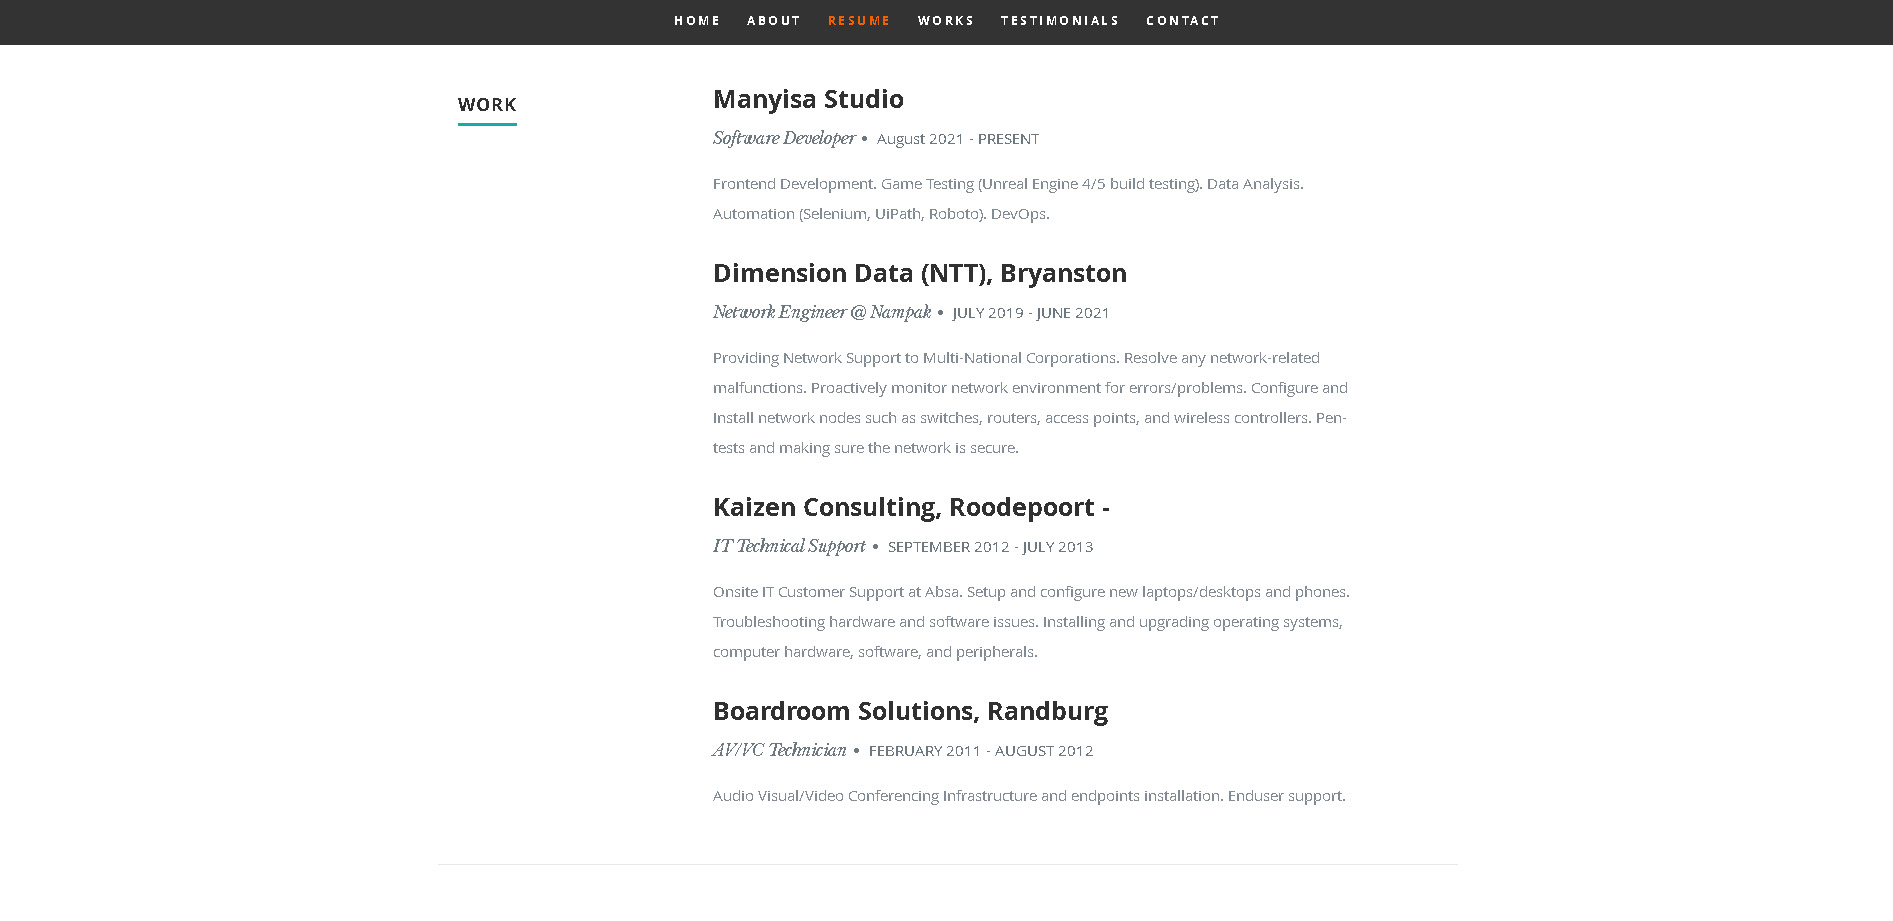 HOME ABOUT RESUME WORKS TESTIMONIALS CONTACT
WORK
Manyisa Studio
Software Developer • August 2021 - PRESENT
Frontend Development. Game Testing (Unreal Engine 4/5 build testing). Data Analysis.
Automation (Selenium, UiPath, Roboto). DevOps.
Dimension Data (NTT), Bryanston
Network Engineer @ Nampak • JULY 2019 - JUNE 2021
Providing Network Support to Multi-National Corporations. Resolve any network-related
malfunctions. Proactively monitor network environment for errors/problems. Configure and
Install network nodes such as switches, routers, access points, and wireless controllers. Pen-
tests and making sure the network is secure.
Kaizen Consulting, Roodepoort -
IT Technical Support • SEPTEMBER 2012 - JULY 2013
Onsite IT Customer Support at Absa. Setup and configure new laptops/desktops and phones.
Troubleshooting hardware and software issues. Installing and upgrading operating systems,
computer hardware, software, and peripherals.
Boardroom Solutions, Randburg
AV/VC Technician • FEBRUARY 2011 - AUGUST 2012
Audio Visual/Video Conferencing Infrastructure and endpoints installation. Enduser support.